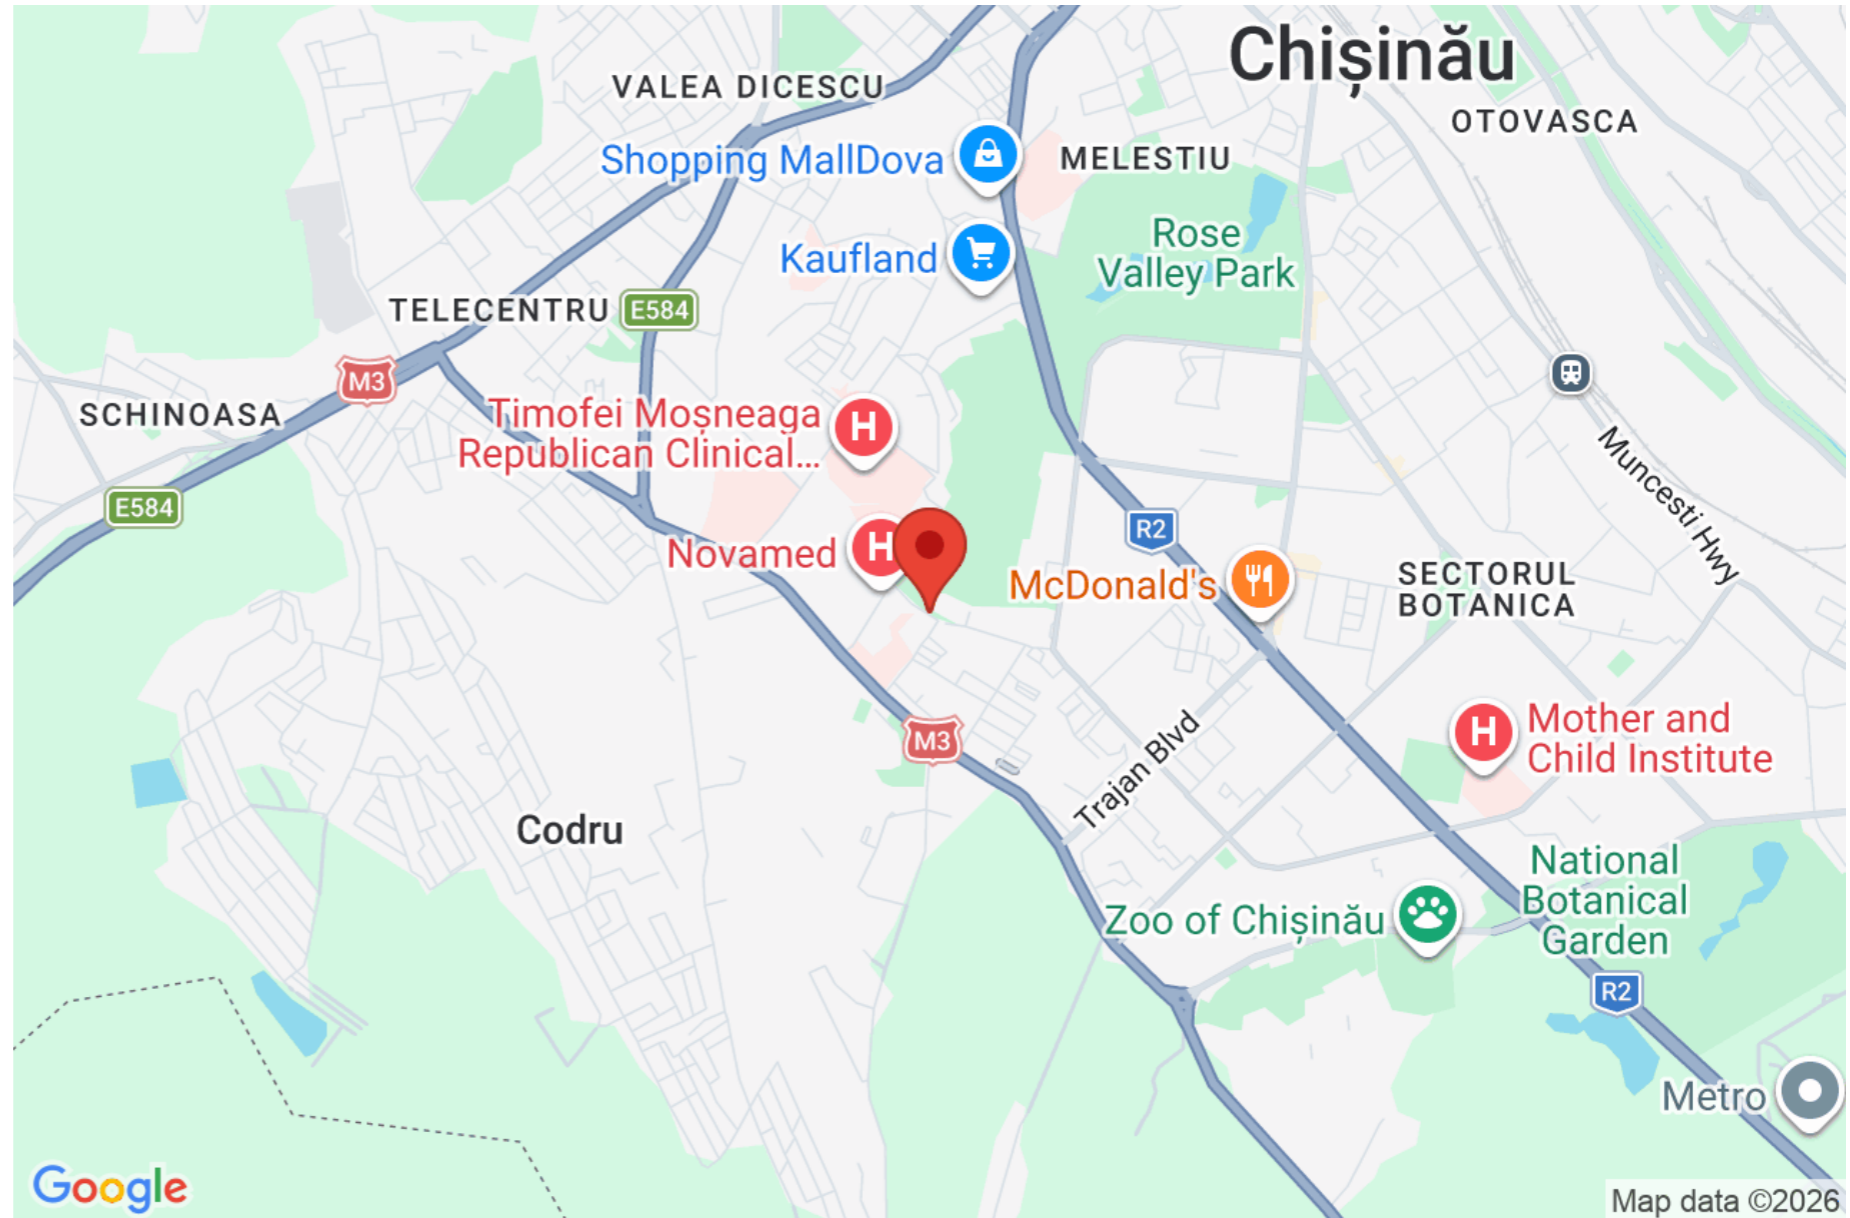 Chișinău
VALEA DICESCU
OTOVASCA
Shopping MallDova
MELESTIU
Rose
Valley Park
Kaufland
TELECENTRU
E584
M3
SCHINOASA
Timofei Moșneaga
Republican Clinical...
H
E584
Muncesti Hwy
R2
Novamed
H
McDonald's
SECTORUL
BOTANICA
Mother and
Child Institute
H
M3
Trajan Blvd
Codru
National
Botanical
Garden
Zoo of Chișinău
R2
Metro
Google
Map data ©2026